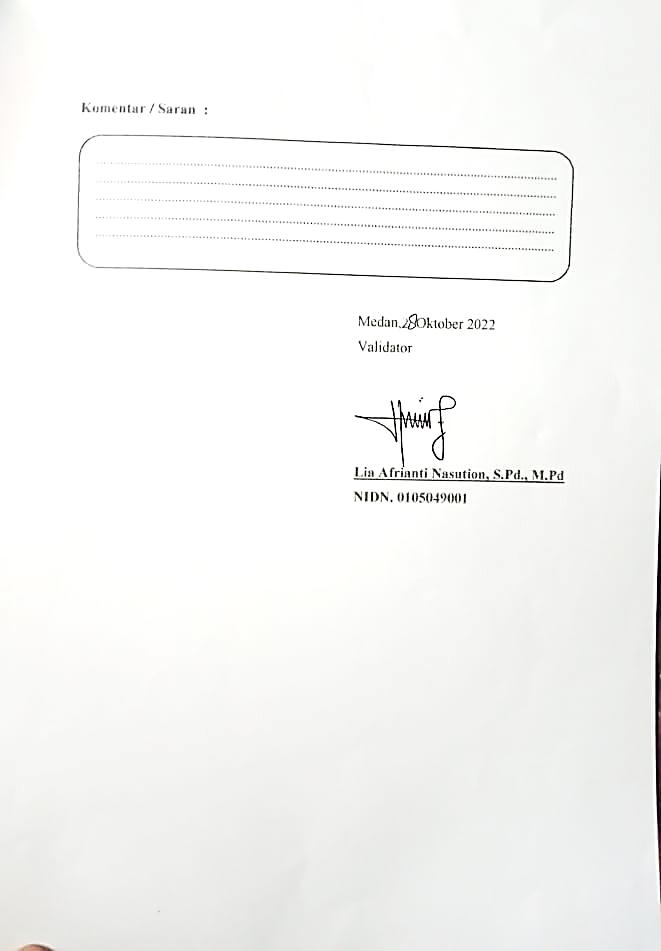 Komentar / Saran :
Medan, 28 Oktober 2022
Validator
Lia Afrianti Nasution, S.Pd., M.Pd
NIDN. 0105049001